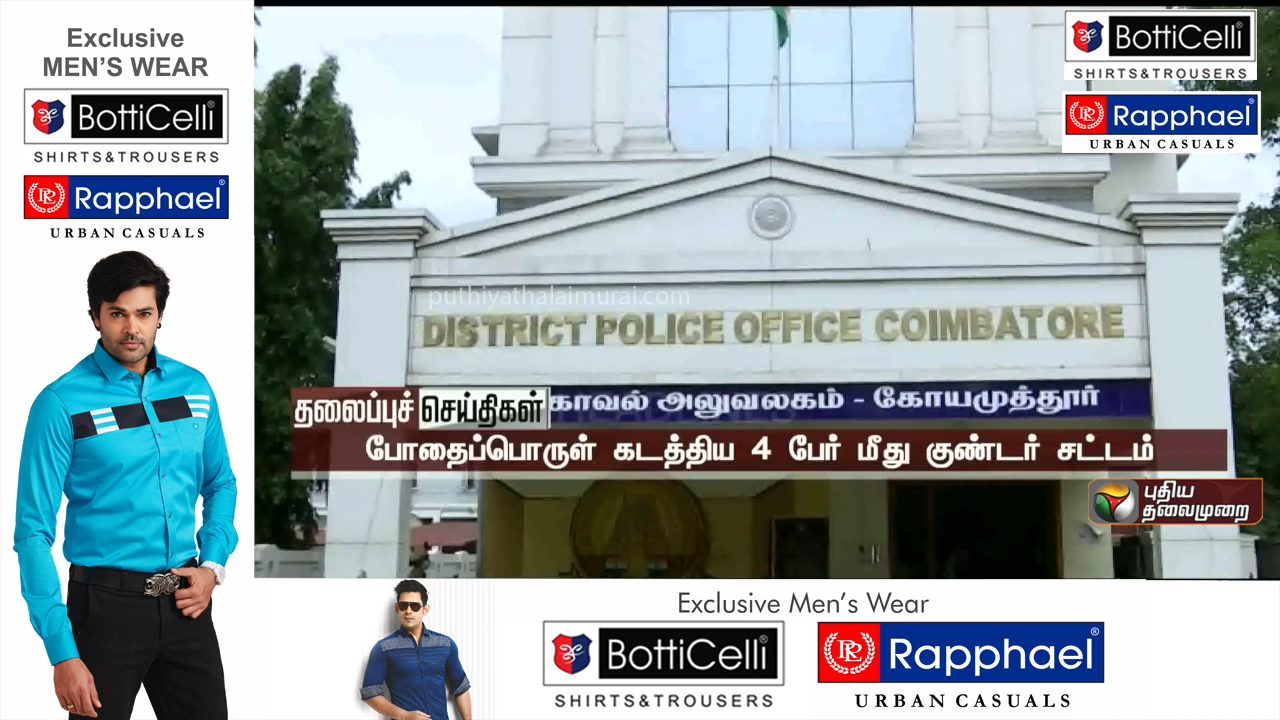 Exclusive
MEN'S WEAR
BottiCelli®
SHIRTS&TROUSERS
Rapphael®
URBAN CASUALS
BottiCelli®
SHIRTS&TROUSERS
Rapphael®
URBAN CASUALS
puthiyathalaimurai.com
DISTRICT POLICE OFFICE COIMBATORE
காவல் அலுவலகம் - கோயமுத்தூர்
தலைப்புச் செய்திகள்
போதைப்பொருள் கடத்திய 4 பேர் மீது குண்டர் சட்டம்
புதிய
தலைமுறை
Exclusive Men's Wear
BottiCelli®
SHIRTS&TROUSERS
Rapphael®
URBAN CASUALS